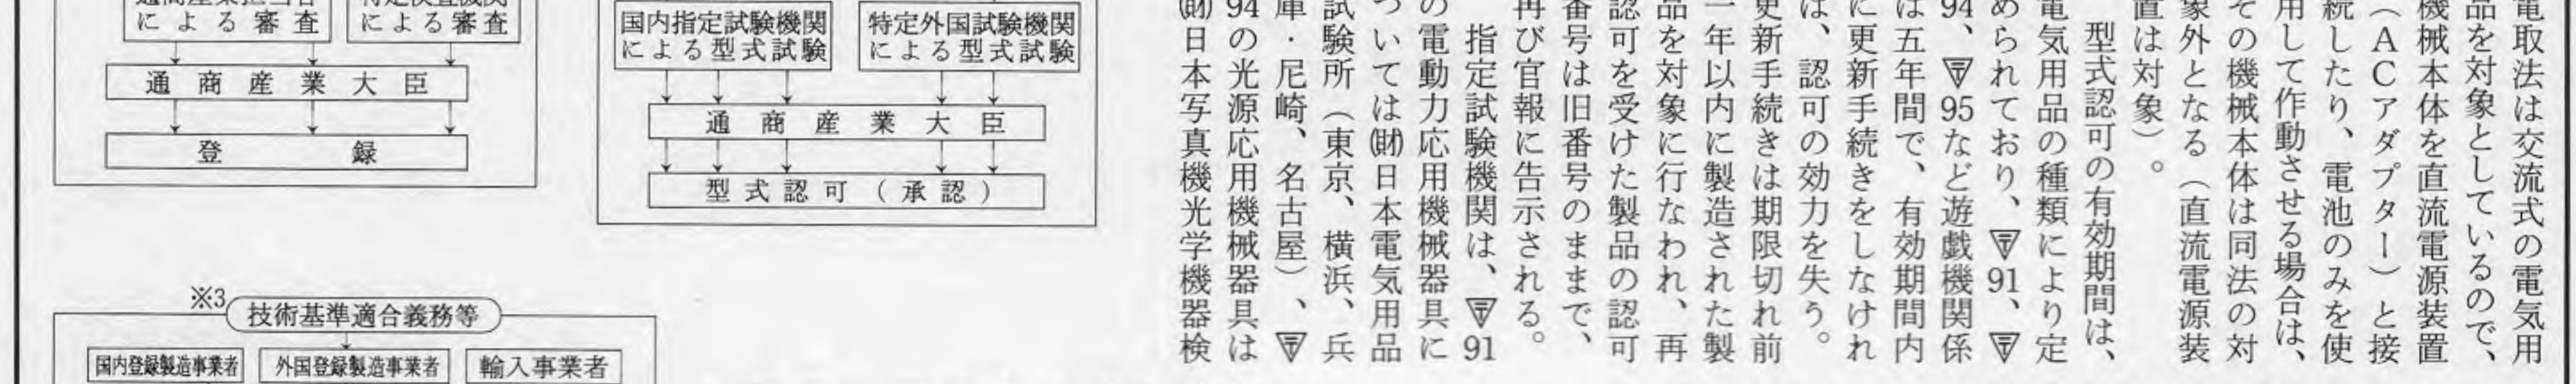 電取法は交流式の電気用
品を対象としているので、
機械本体を直流電源装置
（ACアダプター）と接
続したり、電池のみを使
用して作動させる場合は、
その機械本体は同法の対
象外となる（直流電源装
置は対象）。
型式認可の有効期間は、
電気用品の種類により定
められており、▽91、▽
94、▽95など遊戯機関係
は五年間で、有効期間内
に更新手続きをしなけれ
ば、認可の効力を失う。
更新手続きは期限切れ前
一年以内に製造された製
品を対象に行なわれ、再
認可を受けた製品の認可
番号は旧番号のままで、
再び官報に告示される。
指定試験機関は、▽91
の電動力応用機械器具に
ついては㈶日本電気用品
試験所（東京、横浜、兵
庫・尼崎、名古屋）、▽
94の光源応用機械器具は
㈶日本写真機光学機器検
による審査
による審査
通商産業大臣
登録
国内指定試験機関
による型式試験
特定外国試験機関
による型式試験
通商産業大臣
型式認可（承認）
※3
技術基準適合義務等
国内登録製造事業者
外国登録製造事業者
輸入事業者